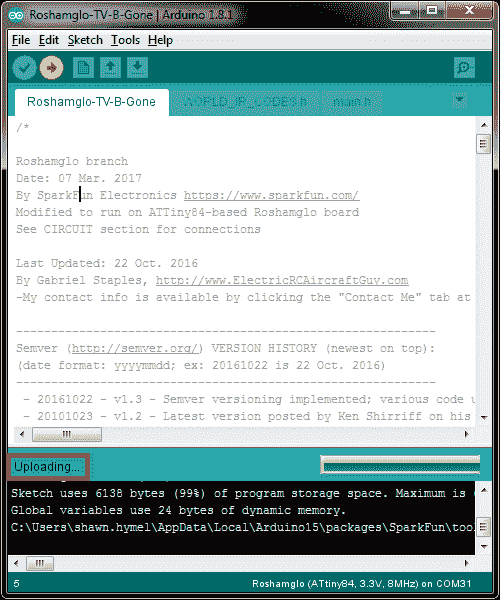 Roshamglo-TV-B-Gone | Arduino 1.8.1
File Edit Sketch Tools Help
Roshamglo-TV-B-Gone WORLD_IR_CODES.h main.h
/*
Roshamglo branch
Date: 07 Mar. 2017
By SparkFun Electronics https://www.sparkfun.com/
Modified to run on ATTiny84-based Roshamglo board
See CIRCUIT section for connections
Last Updated: 22 Oct. 2016
By Gabriel Staples, http://www.ElectricRCAircraftGuy.com
-My contact info is available by clicking the "Contact Me" tab at
--------------------------------------------------------------
Semver (http://semver.org/) VERSION HISTORY (newest on top):
(date format: yyyymmdd; ex: 20161022 is 22 Oct. 2016)
--------------------------------------------------------------
- 20161022 - v1.3 - Semver versioning implemented; various code
- 20101023 - v1.2 - Latest version posted by Ken Shirriff on his
Uploading...
Sketch uses 6138 bytes (99%) of program storage space. Maximum is
Global variables use 24 bytes of dynamic memory.
C:\Users\shawn.hymel\AppData\Local\Arduino15\packages\SparkFun\too
5 Roshamglo (ATtiny84, 3.3V, 8MHz) on COM31